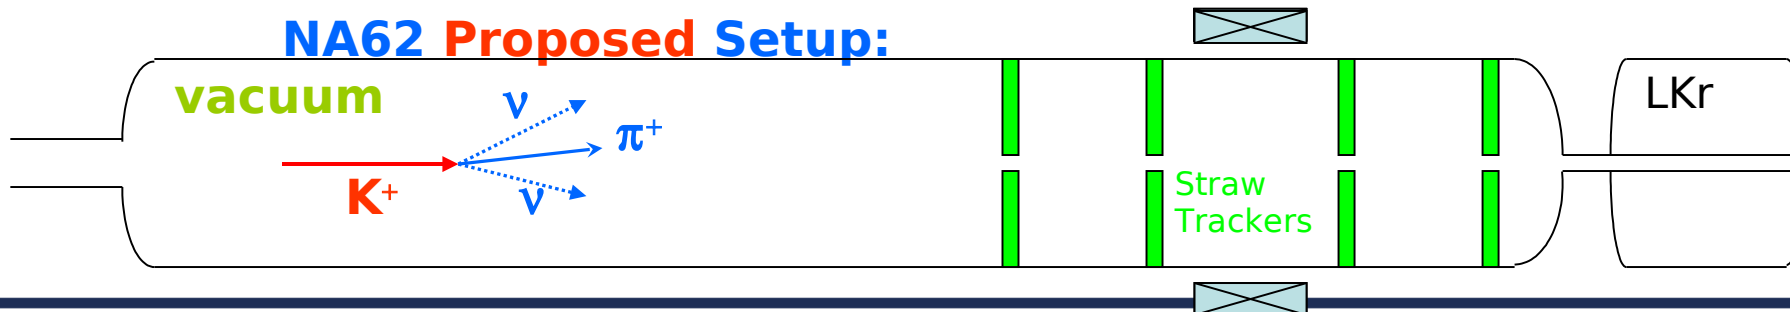 NA62 Proposed Setup:
vacuum
ν
π⁺
LKr
K⁺
ν
Straw
Trackers